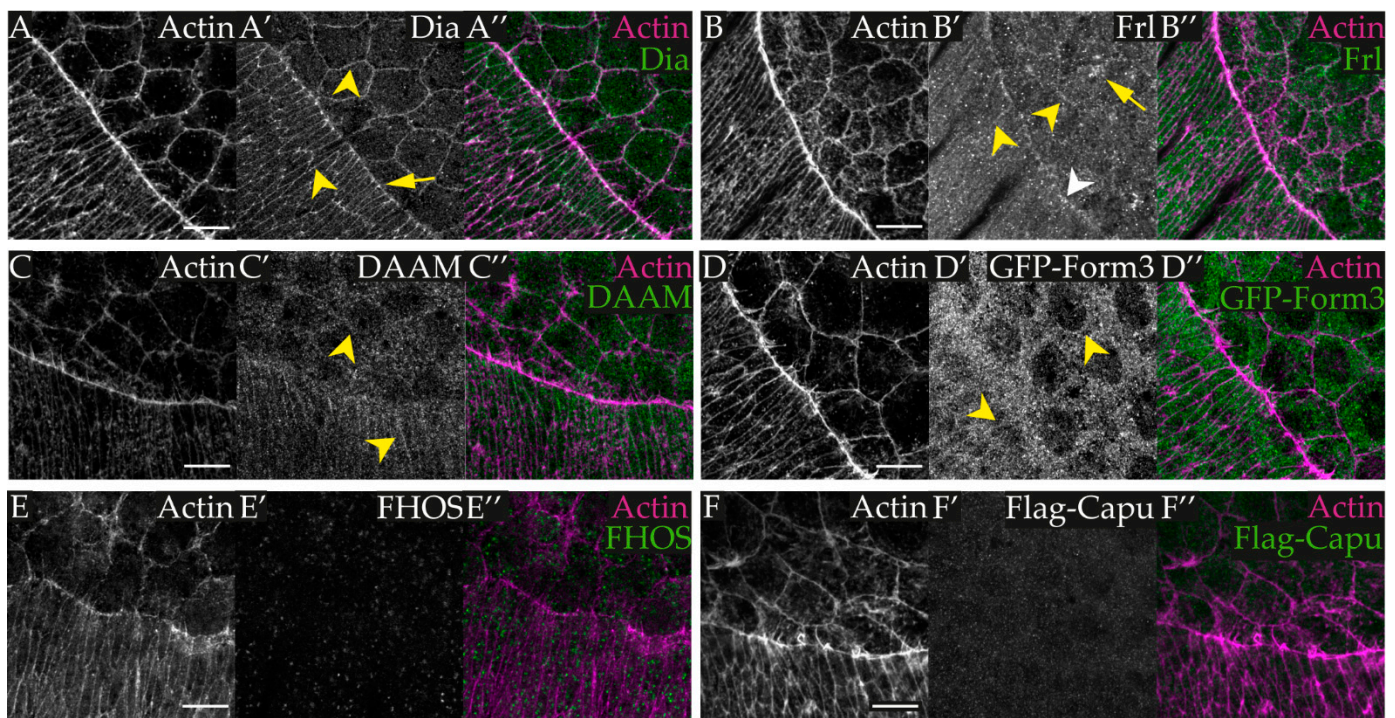 A Actin A′ Dia A′′ Actin
Dia
B Actin B′ Frl B′′ Actin
Frl
C Actin C′ DAAM C′′ Actin
DAAM
D Actin D′ GFP-Form3 D′′ Actin
GFP-Form3
E Actin E′ FHOS E′′ Actin
FHOS
F Actin F′ Flag-Capu F′′ Actin
Flag-Capu